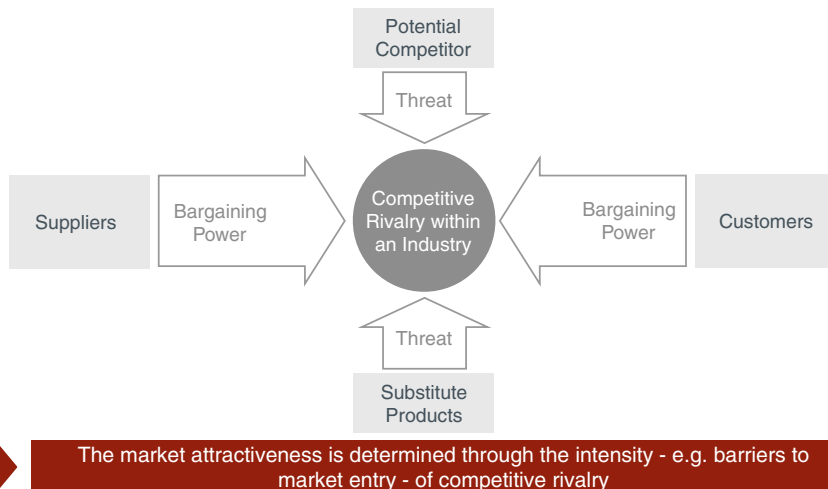 Potential
Competitor
Threat
Suppliers
Bargaining
Power
Competitive
Rivalry within
an Industry
Bargaining
Power
Customers
Threat
Substitute
Products
The market attractiveness is determined through the intensity - e.g. barriers to
market entry - of competitive rivalry